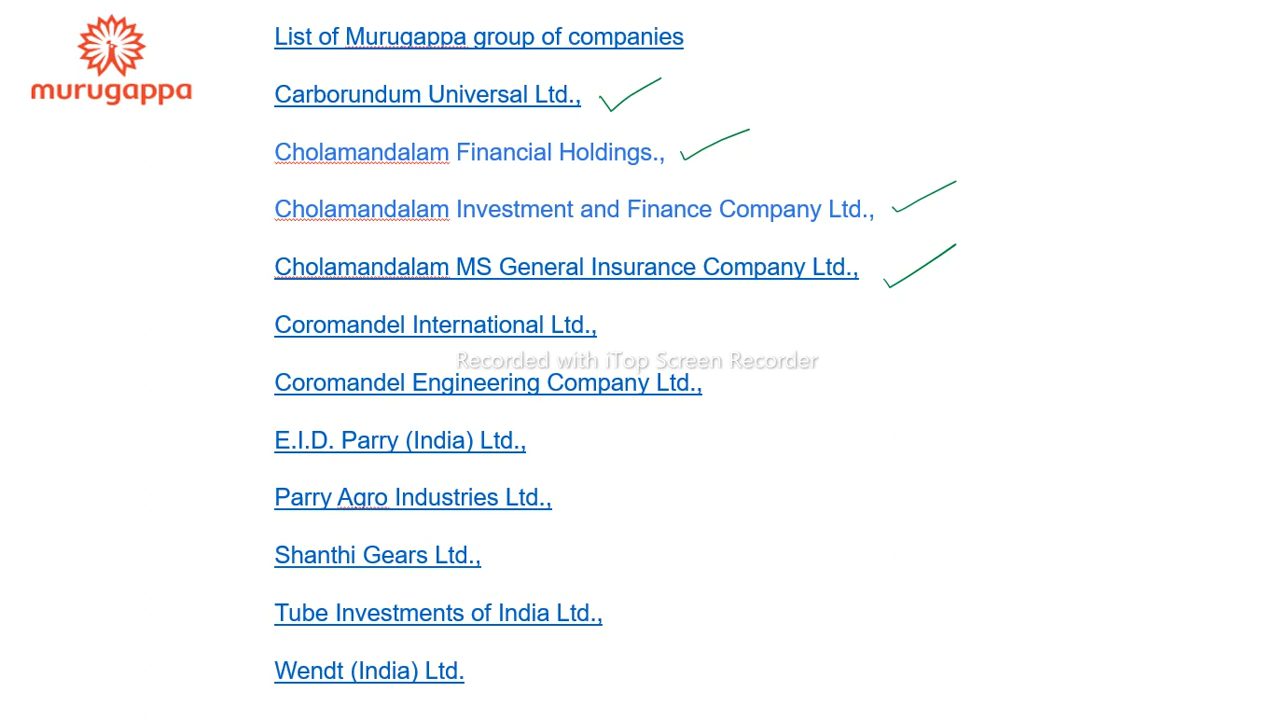 murugappa
List of Murugappa group of companies
Carborundum Universal Ltd.,
Cholamandalam Financial Holdings.,
Cholamandalam Investment and Finance Company Ltd.,
Cholamandalam MS General Insurance Company Ltd.,
Coromandel International Ltd.,
Recorded with iTop Screen Recorder
Coromandel Engineering Company Ltd.,
E.I.D. Parry (India) Ltd.,
Parry Agro Industries Ltd.,
Shanthi Gears Ltd.,
Tube Investments of India Ltd.,
Wendt (India) Ltd.